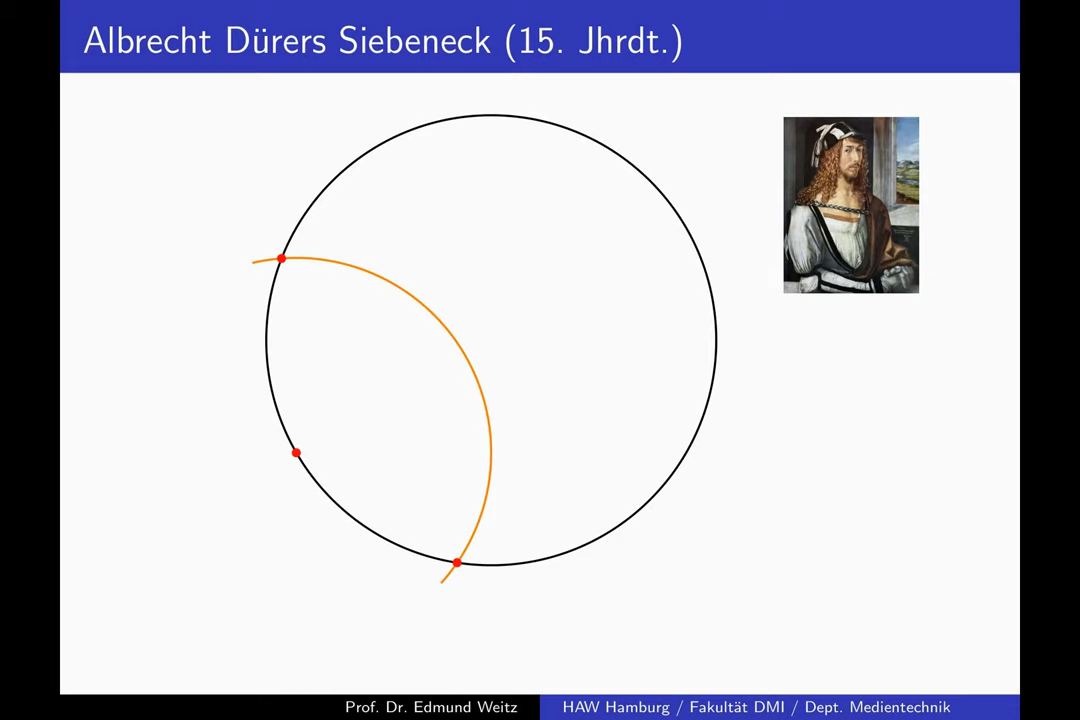 Albrecht Dürers Siebeneck (15. Jhrdt.)
Prof. Dr. Edmund Weitz
HAW Hamburg / Fakultät DMI / Dept. Medientechnik